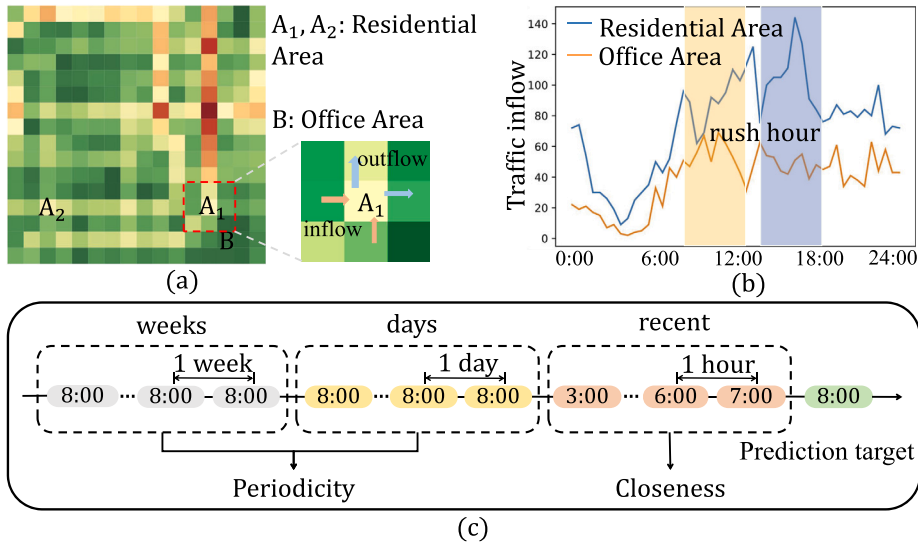 A₁, A₂: Residential
Area
B: Office Area
A₂
A₁
B
outflow
A₁
inflow
(a)
Traffic inflow
140
120
100
80
60
40
20
0
Residential Area
Office Area
rush hour
0:00 6:00 12:00 18:00 24:00
(b)
weeks days recent
1 week 1 day 1 hour
8:00 ··· 8:00 8:00 8:00 ··· 8:00 8:00 3:00 ··· 6:00 7:00 8:00
Prediction target
Periodicity Closeness
(c)